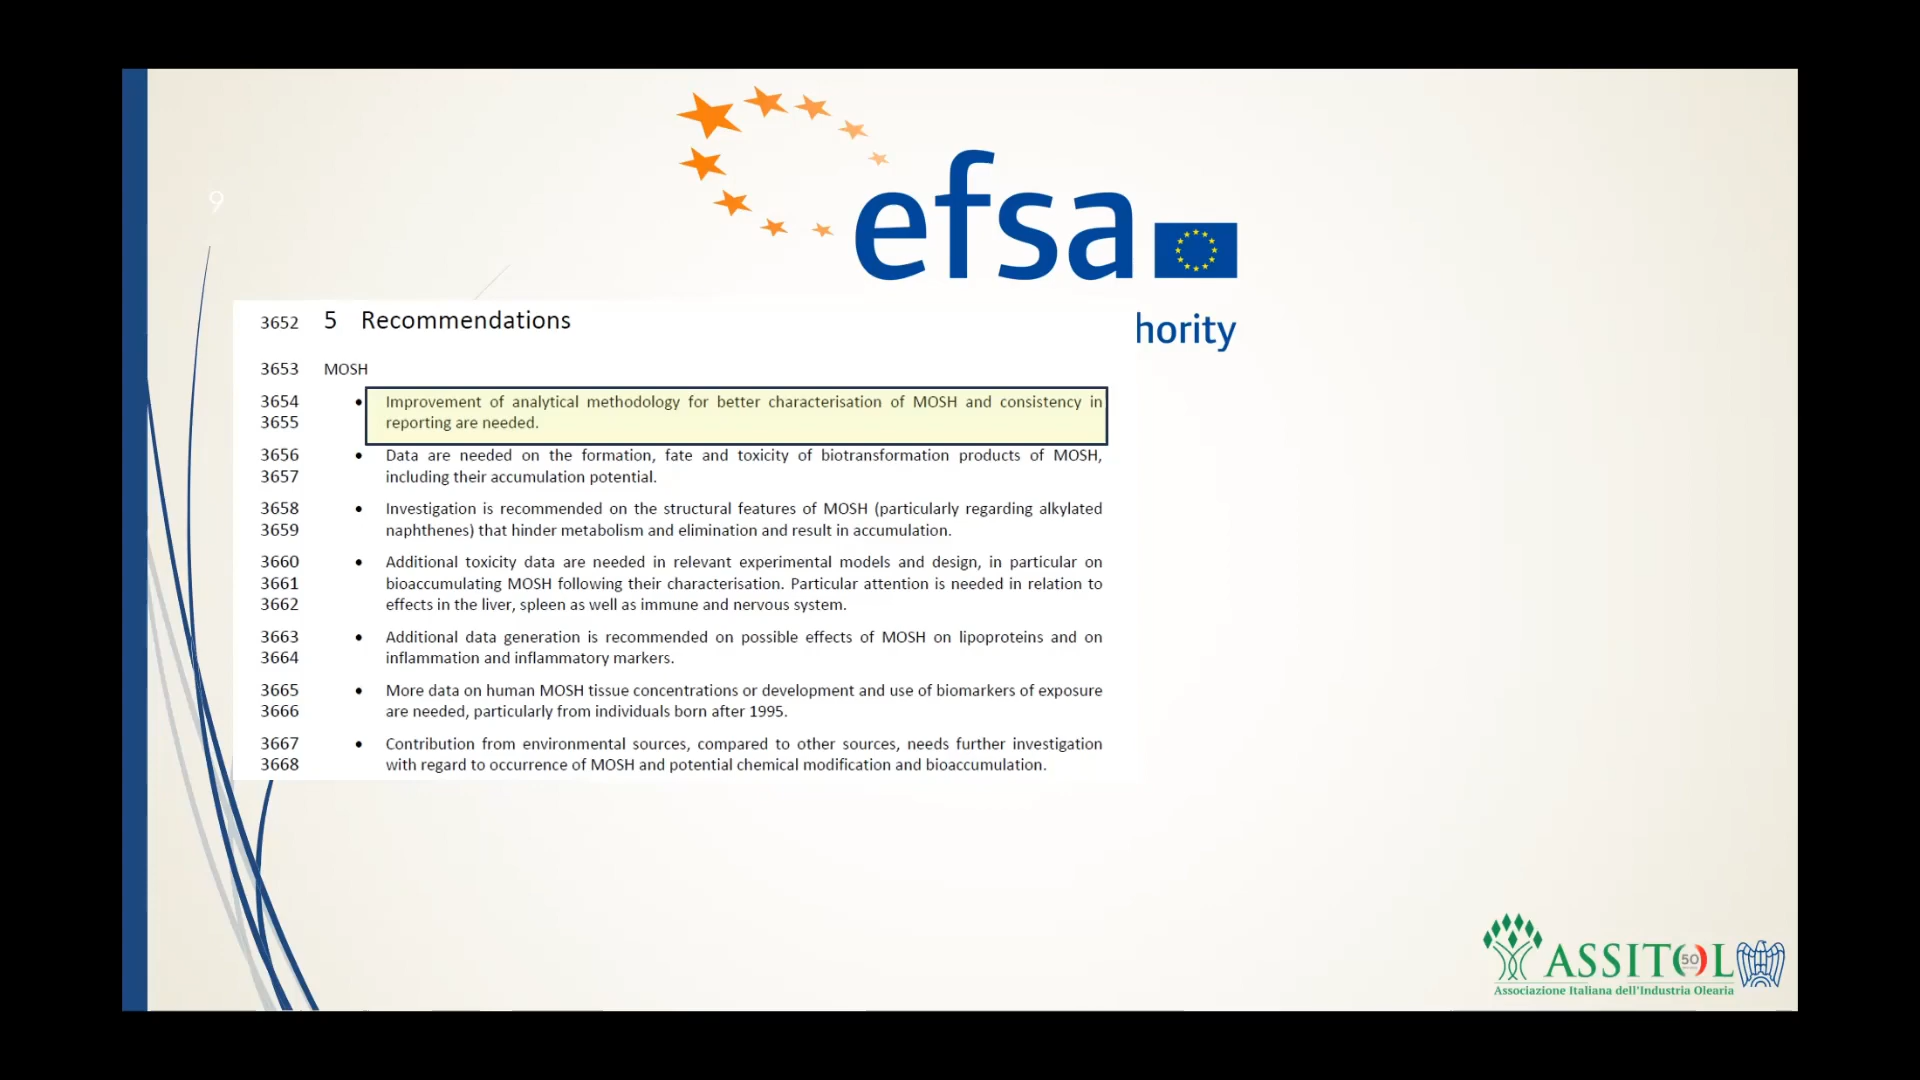 9
efsa
hority
3652 5 Recommendations
3653 MOSH
3654 • Improvement of analytical methodology for better characterisation of MOSH and consistency in
3655 reporting are needed.
3656 • Data are needed on the formation, fate and toxicity of biotransformation products of MOSH,
3657 including their accumulation potential.
3658 • Investigation is recommended on the structural features of MOSH (particularly regarding alkylated
3659 naphthenes) that hinder metabolism and elimination and result in accumulation.
3660 • Additional toxicity data are needed in relevant experimental models and design, in particular on
3661 bioaccumulating MOSH following their characterisation. Particular attention is needed in relation to
3662 effects in the liver, spleen as well as immune and nervous system.
3663 • Additional data generation is recommended on possible effects of MOSH on lipoproteins and on
3664 inflammation and inflammatory markers.
3665 • More data on human MOSH tissue concentrations or development and use of biomarkers of exposure
3666 are needed, particularly from individuals born after 1995.
3667 • Contribution from environmental sources, compared to other sources, needs further investigation
3668 with regard to occurrence of MOSH and potential chemical modification and bioaccumulation.
ASSITOL
50
Associazione Italiana dell'Industria Olearia